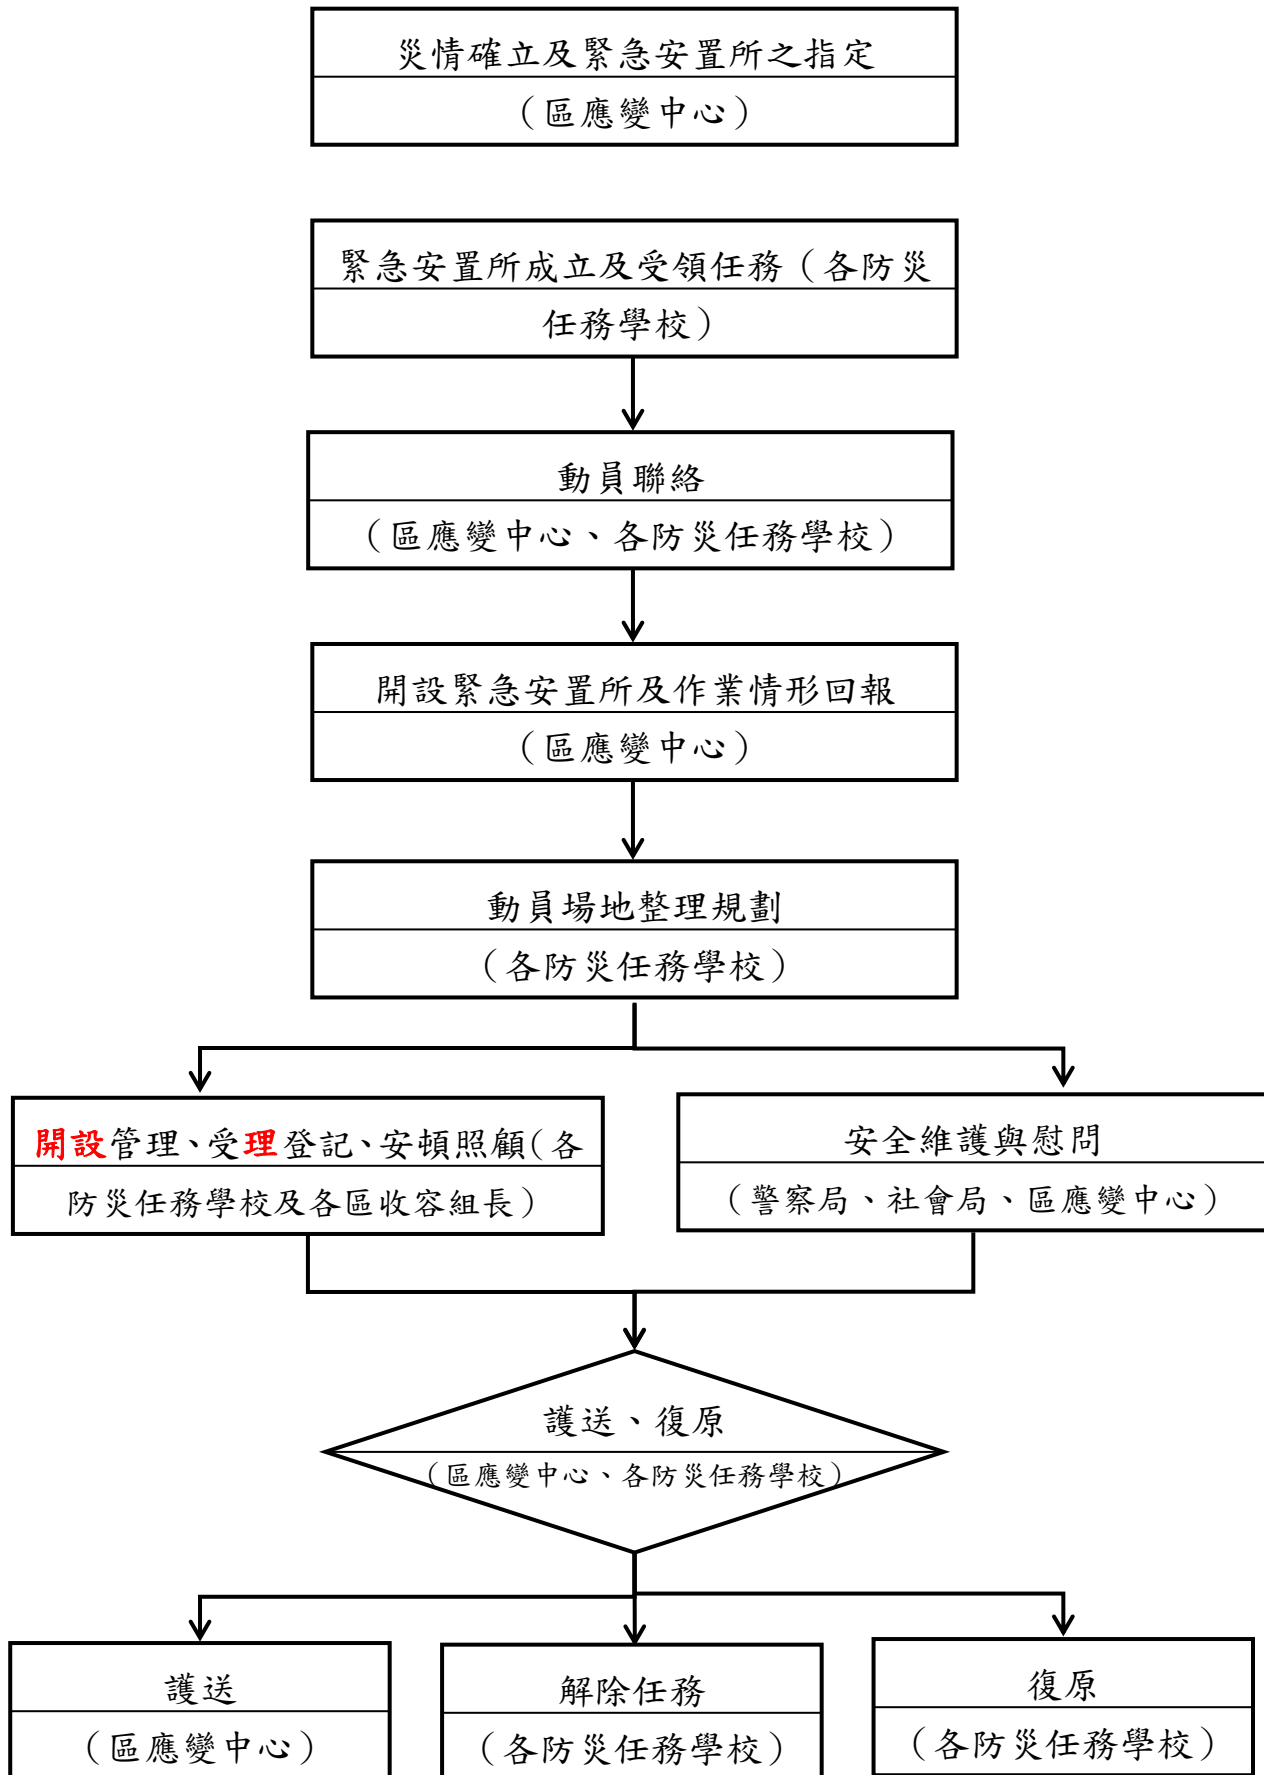 災情確立及緊急安置所之指定
（區應變中心）
緊急安置所成立及受領任務（各防災
任務學校）
動員聯絡
（區應變中心、各防災任務學校）
開設緊急安置所及作業情形回報
（區應變中心）
動員場地整理規劃
（各防災任務學校）
開設管理、受理登記、安頓照顧（各
防災任務學校及各區收容組長）
安全維護與慰問
（警察局、社會局、區應變中心）
護送、復原
（區應變中心、各防災任務學校）
護送
（區應變中心）
解除任務
（各防災任務學校）
復原
（各防災任務學校）